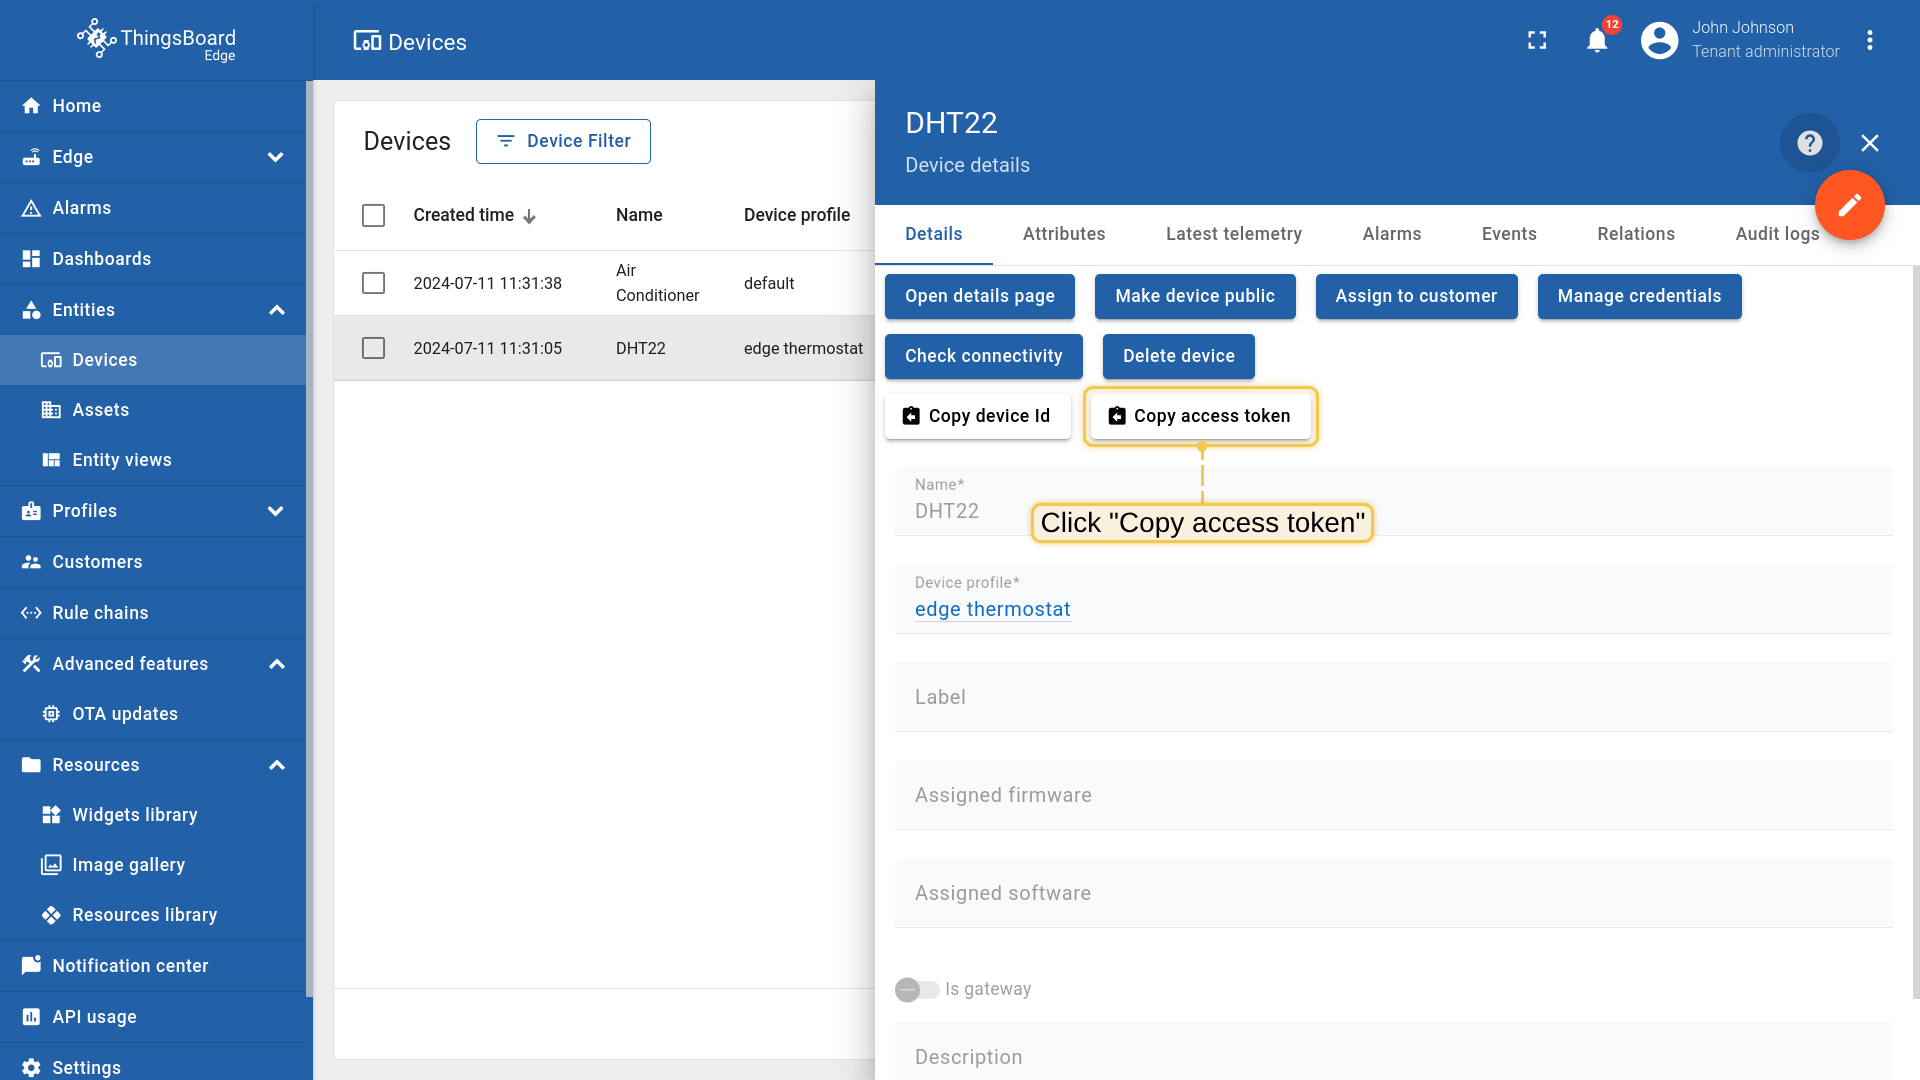 ThingsBoard
Edge
Devices
12
John Johnson
Tenant administrator
Home
Edge
Alarms
Dashboards
Entities
Devices
Assets
Entity views
Profiles
Customers
Rule chains
Advanced features
OTA updates
Resources
Widgets library
Image gallery
Resources library
Notification center
API usage
Settings
Devices
Device Filter
Created time
Name
Device profile
2024-07-11 11:31:38
Air
Conditioner
default
2024-07-11 11:31:05
DHT22
edge thermostat
DHT22
Device details
?
Details
Attributes
Latest telemetry
Alarms
Events
Relations
Audit logs
Open details page
Make device public
Assign to customer
Manage credentials
Check connectivity
Delete device
Copy device Id
Copy access token
Name*
DHT22
Click "Copy access token"
Device profile*
edge thermostat
Label
Assigned firmware
Assigned software
Is gateway
Description